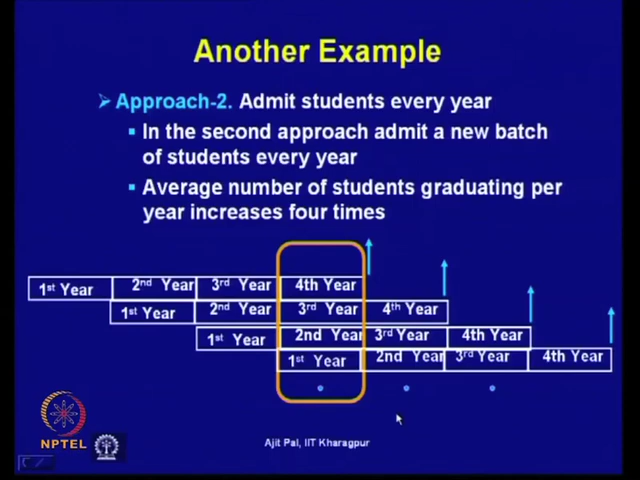 Another Example
Approach-2. Admit students every year
In the second approach admit a new batch
of students every year
Average number of students graduating per
year increases four times
1st Year 2nd Year 3rd Year 4th Year
1st Year 2nd Year 3rd Year 4th Year
1st Year 2nd Year 3rd Year 4th Year
1st Year 2nd Year 3rd Year 4th Year
NPTEL
Ajit Pal, IIT Kharagpur